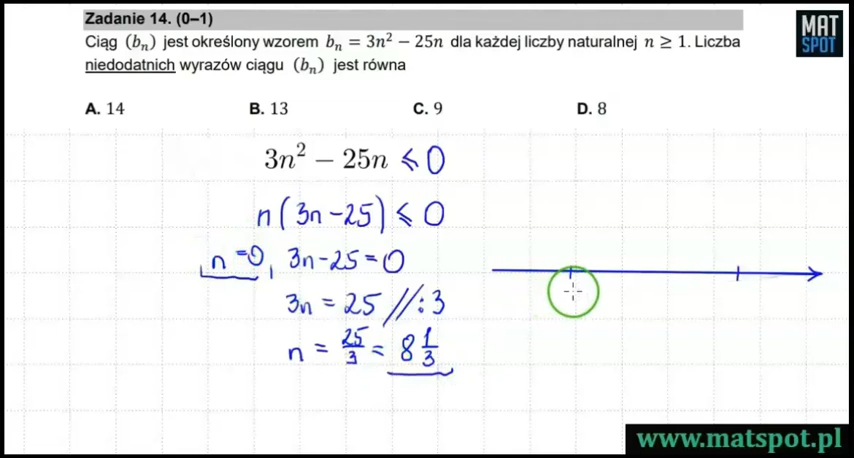 Zadanie 14. (0–1)
MAT
SPOT
Ciąg (bₙ) jest określony wzorem bₙ = 3n² − 25n dla każdej liczby naturalnej n ≥ 1. Liczba
niedodatnich wyrazów ciągu (bₙ) jest równa
A. 14 B. 13 C. 9 D. 8
3n² − 25n ⩽ 0
n(3n-25) ⩽ 0
n=0, 3n-25=0
3n = 25 //:3
n = 25/3 = 8 1/3
www.matspot.pl